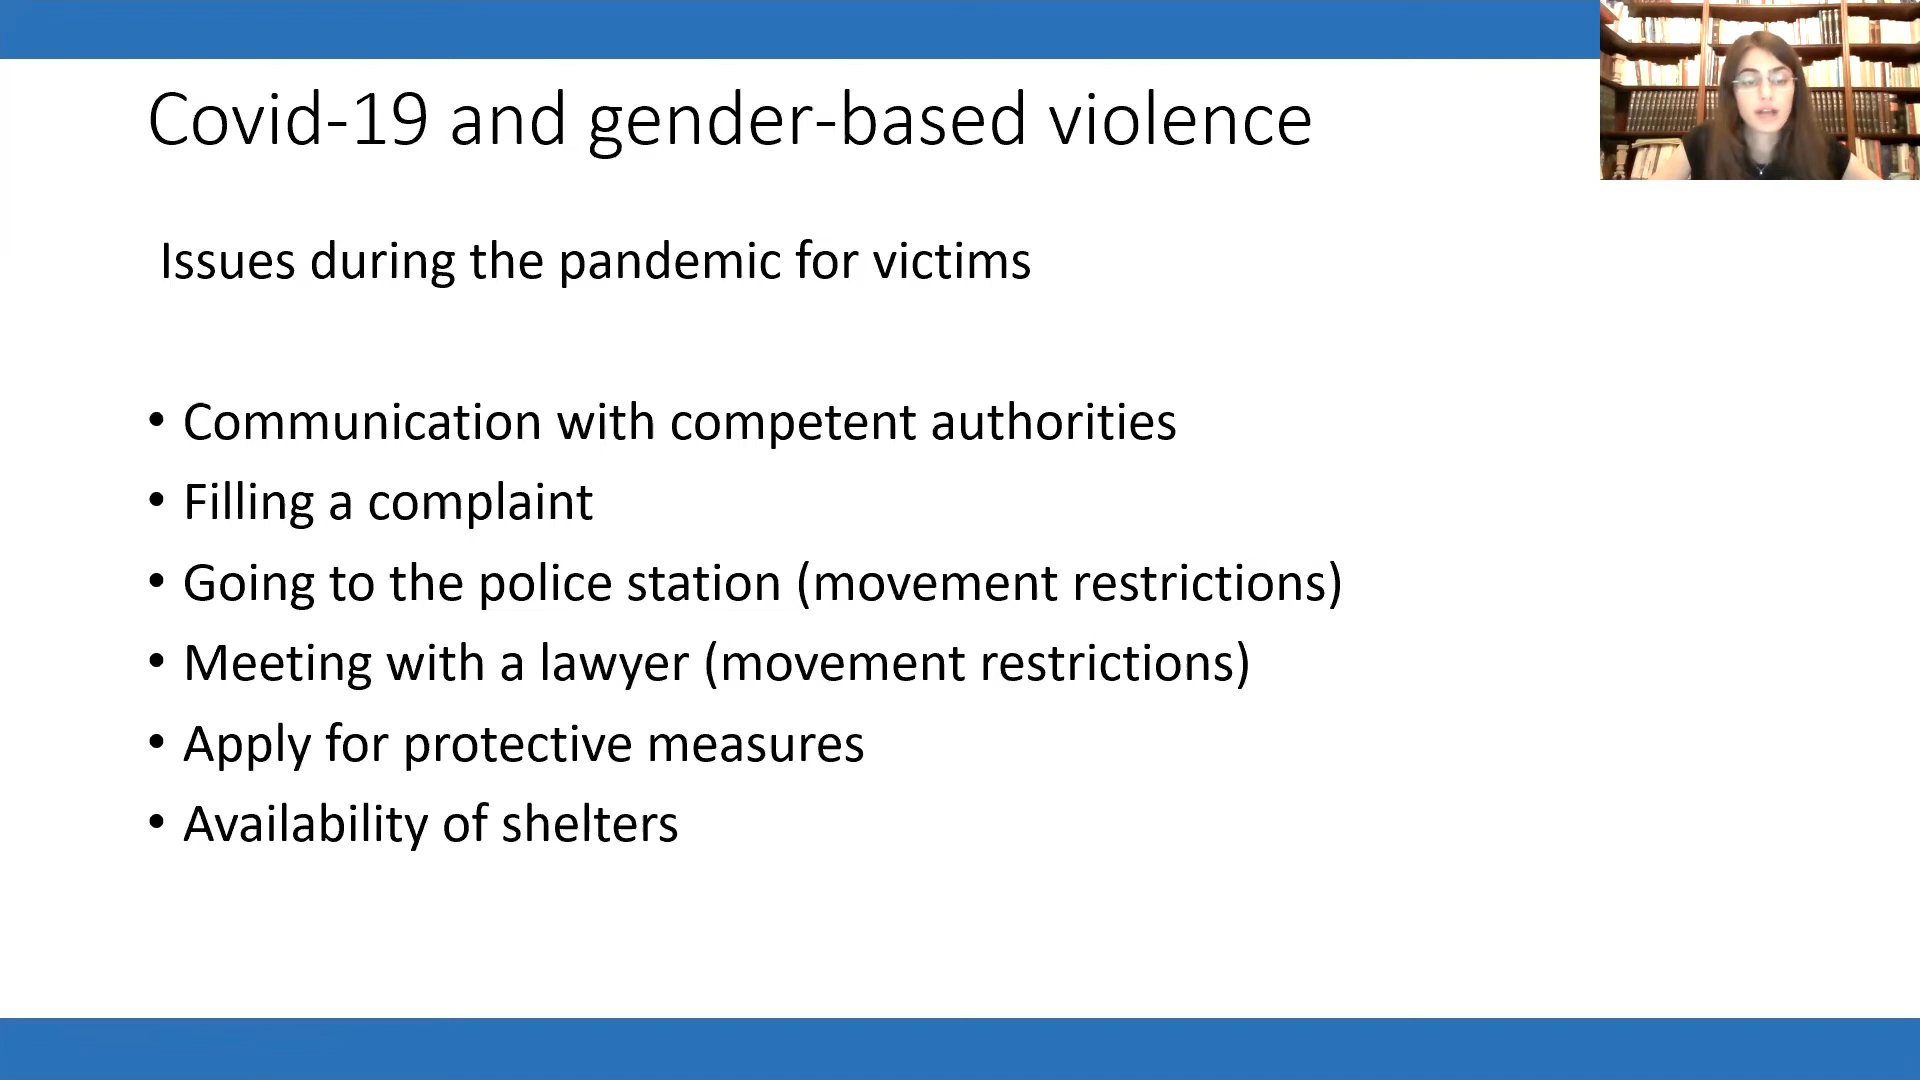 Covid-19 and gender-based violence
Issues during the pandemic for victims
• Communication with competent authorities
• Filling a complaint
• Going to the police station (movement restrictions)
• Meeting with a lawyer (movement restrictions)
• Apply for protective measures
• Availability of shelters